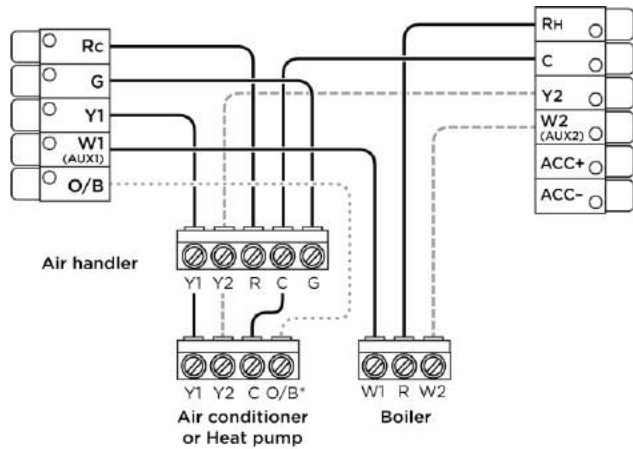 RC
G
Y1
W1
(AUX1)
O/B
RH
C
Y2
W2
(AUX2)
ACC+
ACC-
Air handler
Y1 Y2 R C G
Y1 Y2 C O/B*
Air conditioner
or Heat pump
W1 R W2
Boiler